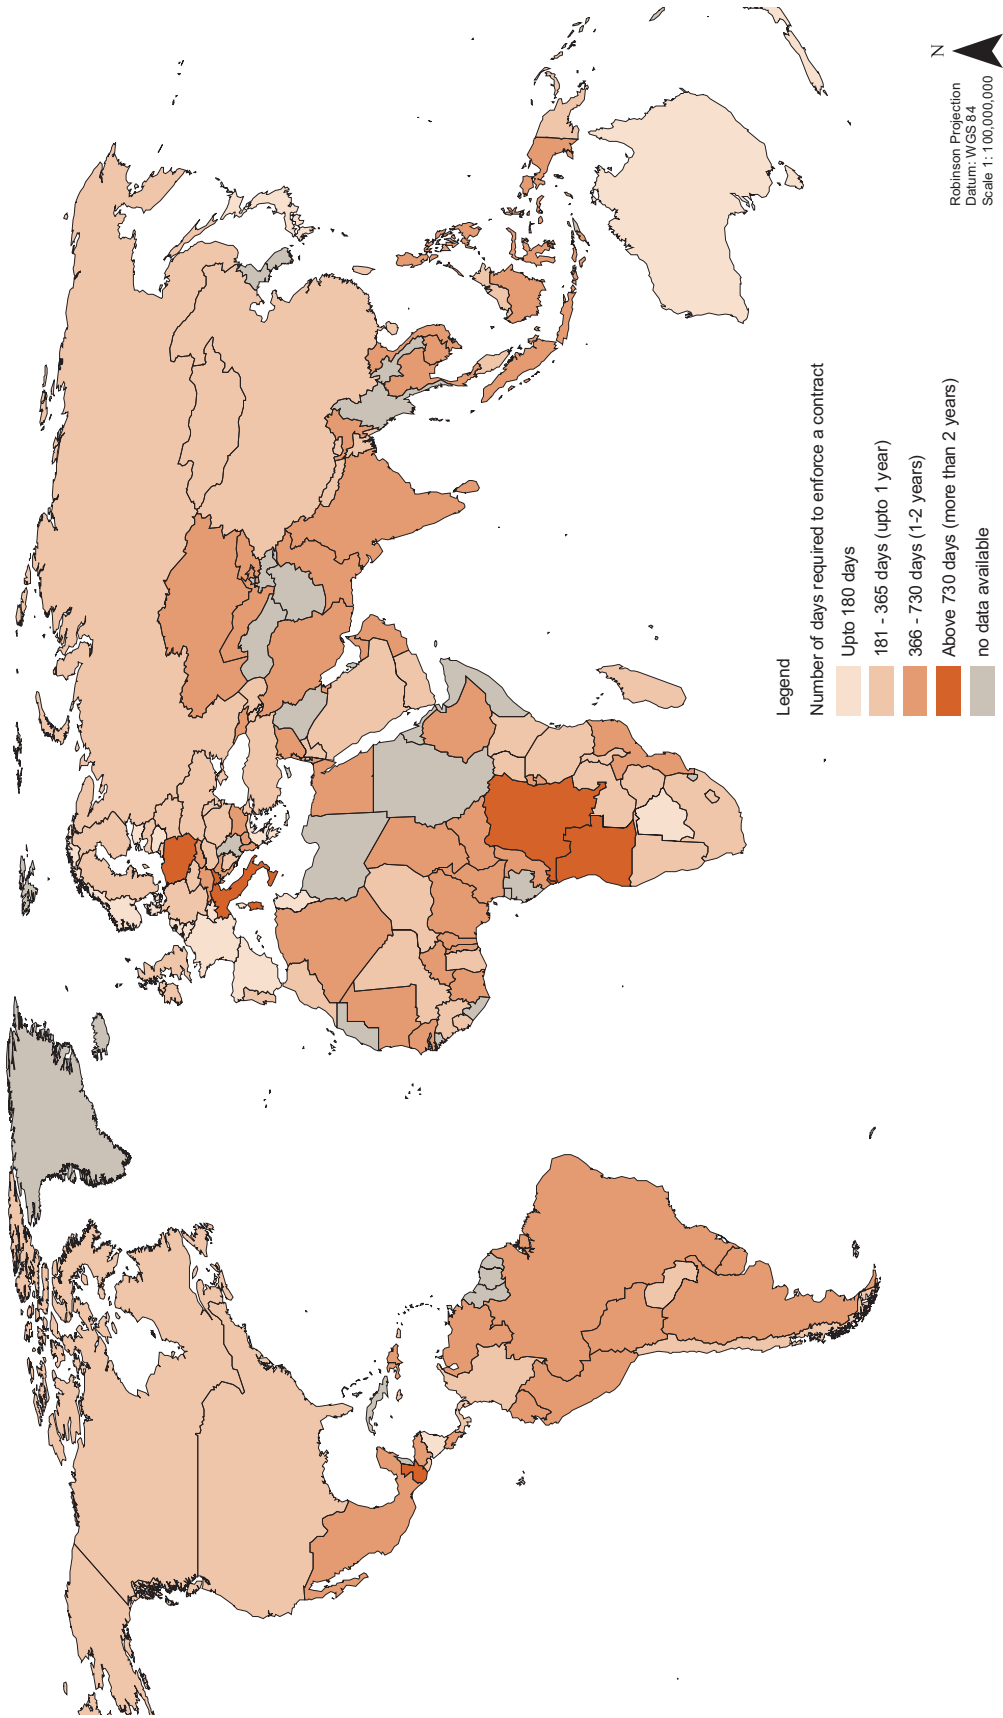 Legend
Number of days required to enforce a contract
Upto 180 days
181 - 365 days (upto 1 year)
366 - 730 days (1-2 years)
Above 730 days (more than 2 years)
no data available
N
Robinson Projection
Datum: WGS 84
Scale 1: 100,000,000